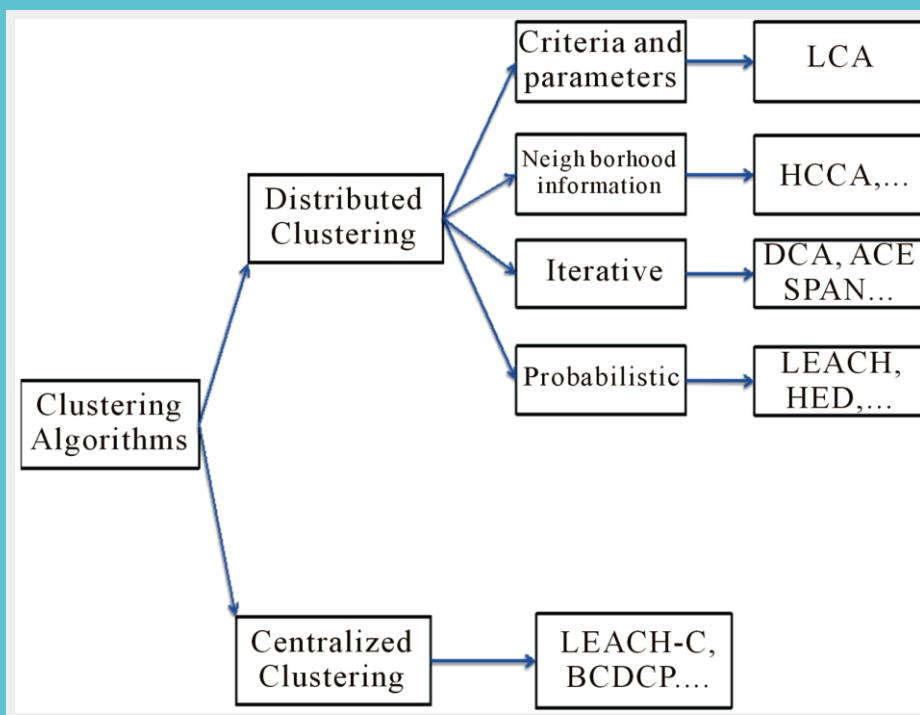 Criteria and
parameters
LCA
Neigh borhood
information
HCCA,...
Distributed
Clustering
Iterative
DCA, ACE
SPAN...
Probabilistic
LEACH,
HED,...
Clustering
Algorithms
Centralized
Clustering
LEACH-C,
BCDCP....